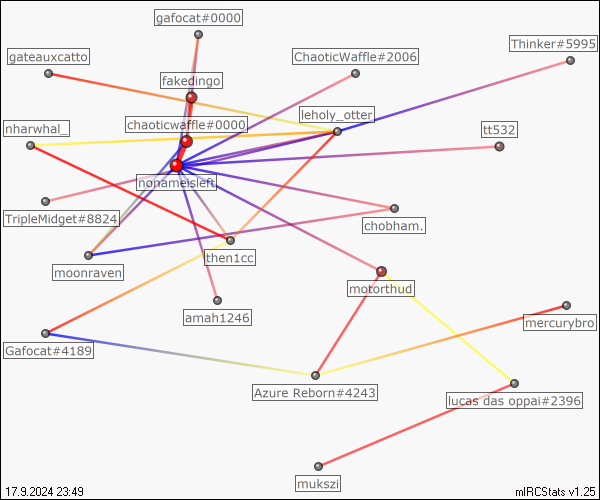 gafocat#0000
Thinker#5995
gateauxcatto
ChaoticWaffle#2006
fakedingo
leholy_otter
chaoticwaffle#0000
nharwhal_
tt532
nonameisleft
TripleMidget#8824
chobham.
then1cc
moonraven
motorthud
amah1246
mercurybro
Gafocat#4189
Azure Reborn#4243
lucas das oppai#2396
mukszi
17.9.2024 23:49
mIRCStats v1.25